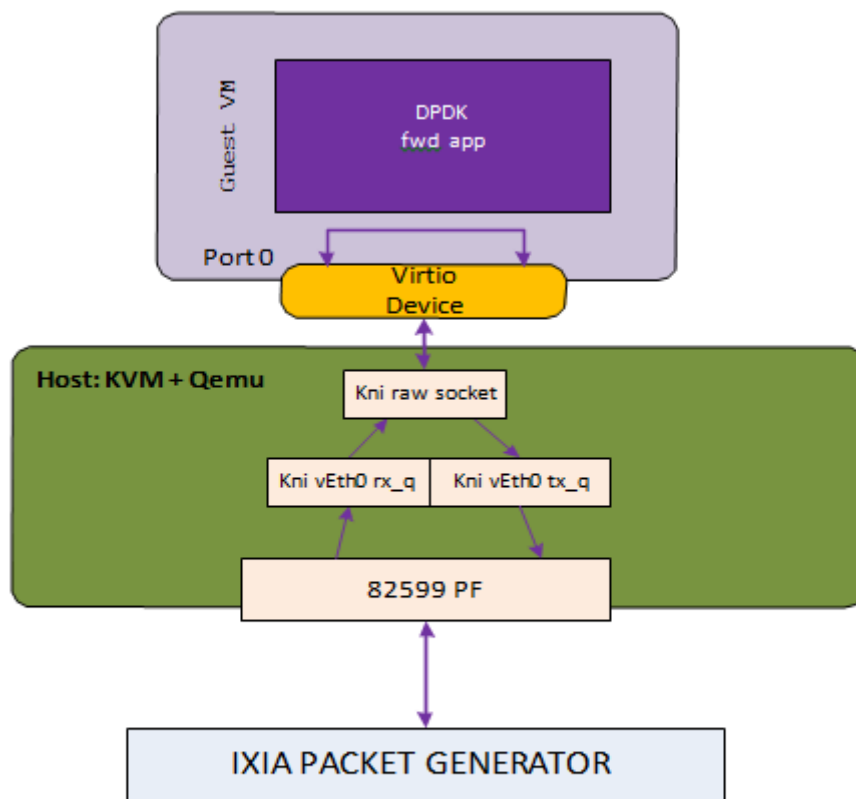 Guest VM
DPDK
fwd app
Port 0
Virtio
Device
Host: KVM + Qemu
Kni raw socket
Kni vEth0 rx_q
Kni vEth0 tx_q
82599 PF
IXIA PACKET GENERATOR